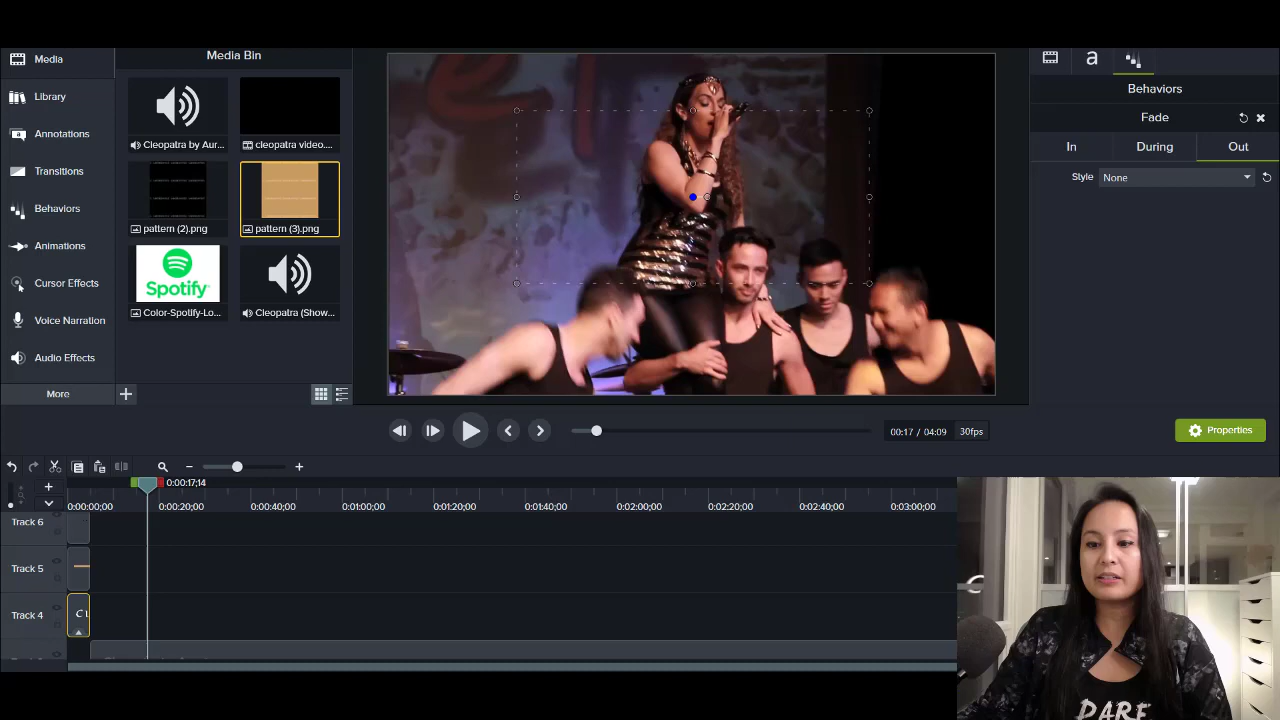 Media
Media Bin
a
Behaviors
Library
Fade
Annotations
In
During
Out
Cleopatra by Aur...
cleopatra video....
Transitions
Style
None
Behaviors
pattern (2).png
pattern (3).png
Animations
Cursor Effects
Spotify
Color-Spotify-Lo...
Cleopatra (Show...
Voice Narration
Audio Effects
More
00:17 / 04:09
30fps
Properties
0:00:17;14
0:00:00;00
0:00:20;00
0:00:40;00
0:01:00;00
0:01:20;00
0:01:40;00
0:02:00;00
0:02:20;00
0:02:40;00
0:03:00;00
Track 6
Track 5
Track 4
DARE